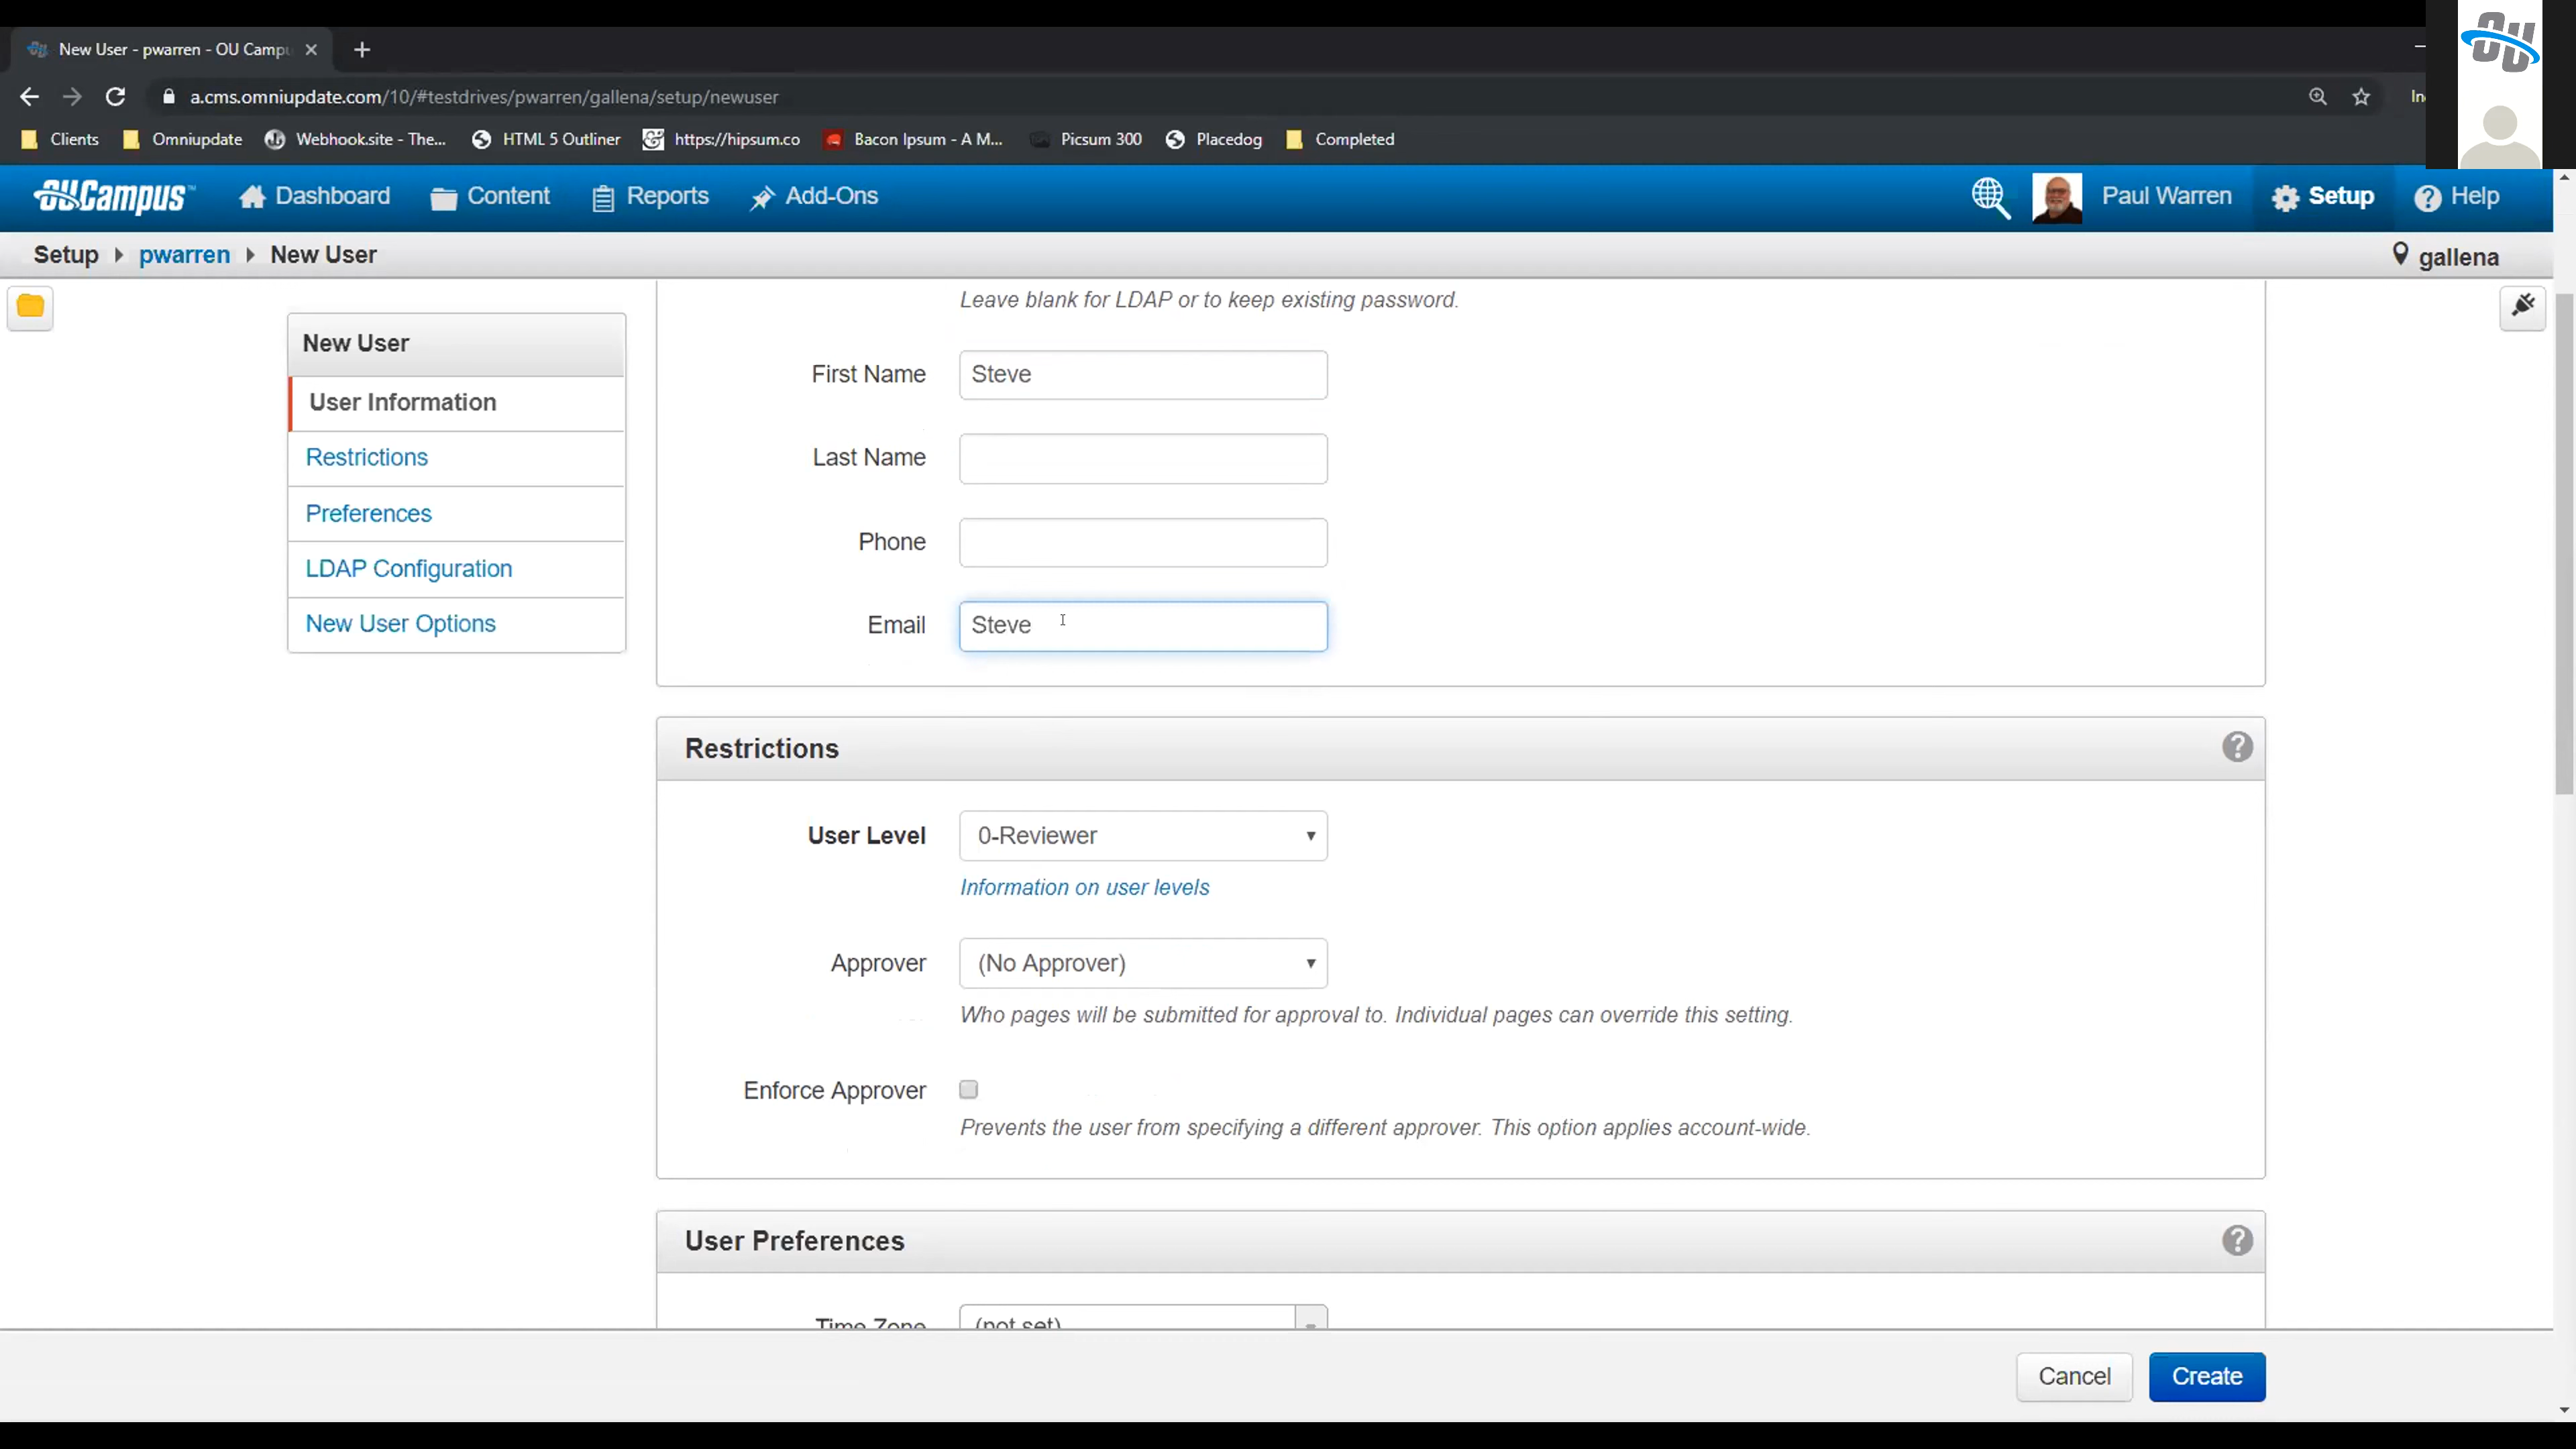 New User - pwarren - OU Campu
a.cms.omniupdate.com/10/#testdrives/pwarren/gallena/setup/newuser
Clients Omniupdate Webhook.site - The... HTML 5 Outliner https://hipsum.co Bacon Ipsum - A M... Picsum 300 Placedog Completed
OU Campus Dashboard Content Reports Add-Ons Paul Warren Setup Help
Setup pwarren New User gallena
New User
User Information
Restrictions
Preferences
LDAP Configuration
New User Options
Leave blank for LDAP or to keep existing password.
First Name Steve
Last Name
Phone
Email Steve
Restrictions
User Level 0-Reviewer
Information on user levels
Approver (No Approver)
Who pages will be submitted for approval to. Individual pages can override this setting.
Enforce Approver
Prevents the user from specifying a different approver. This option applies account-wide.
User Preferences
Time Zone (not set)
Cancel Create